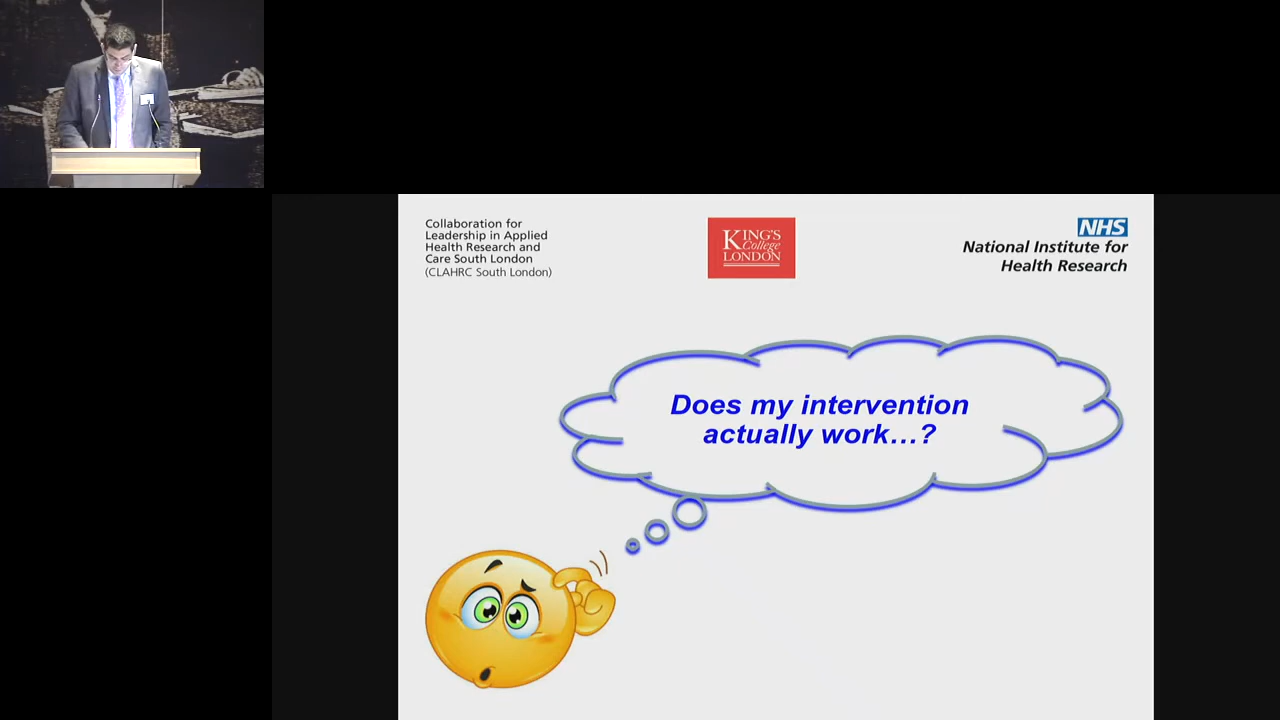 Collaboration for
Leadership in Applied
Health Research and
Care South London
(CLAHRC South London)
KING'S
College
LONDON
NHS
National Institute for
Health Research
Does my intervention
actually work...?